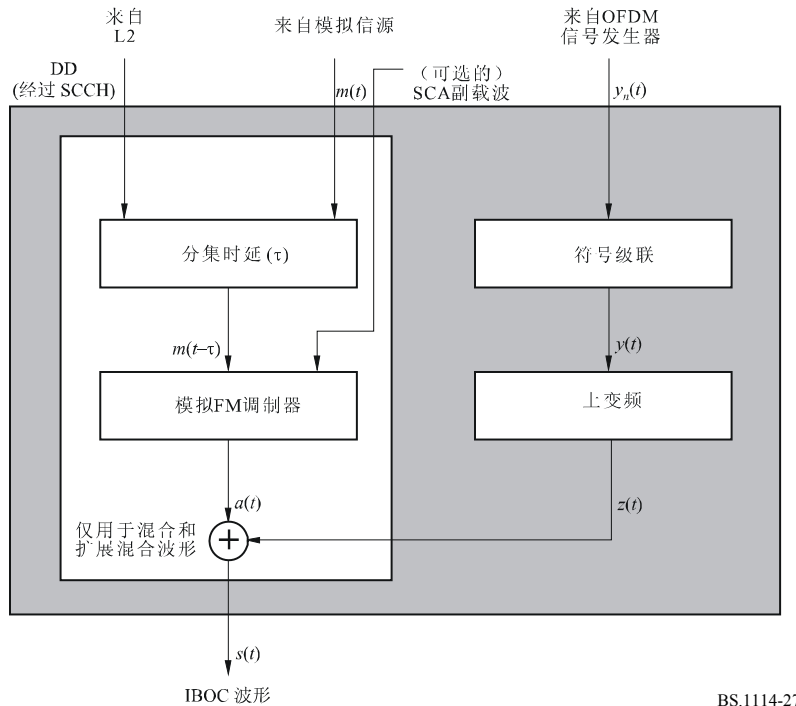 来自
L2
来自模拟信源
来自OFDM
信号发生器
DD
(经过 SCCH)
m(t)
（可选的）
SCA副载波
yn(t)
分集时延 (τ)
符号级联
m(t–τ)
y(t)
模拟FM调制器
上变频
a(t)
z(t)
仅用于混合和
扩展混合波形
+
s(t)
IBOC 波形
BS.1114-27